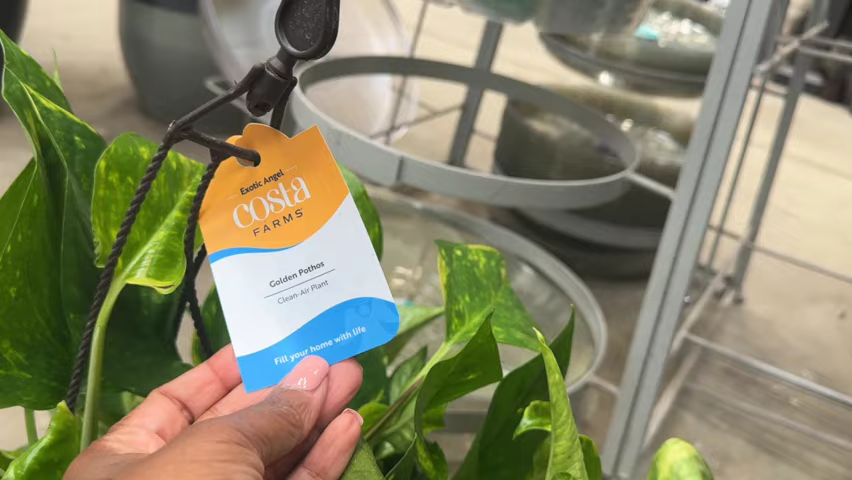 Exotic Angel
costa
FARMS
Golden Pothos
Clean-Air Plant
Fill your home with life